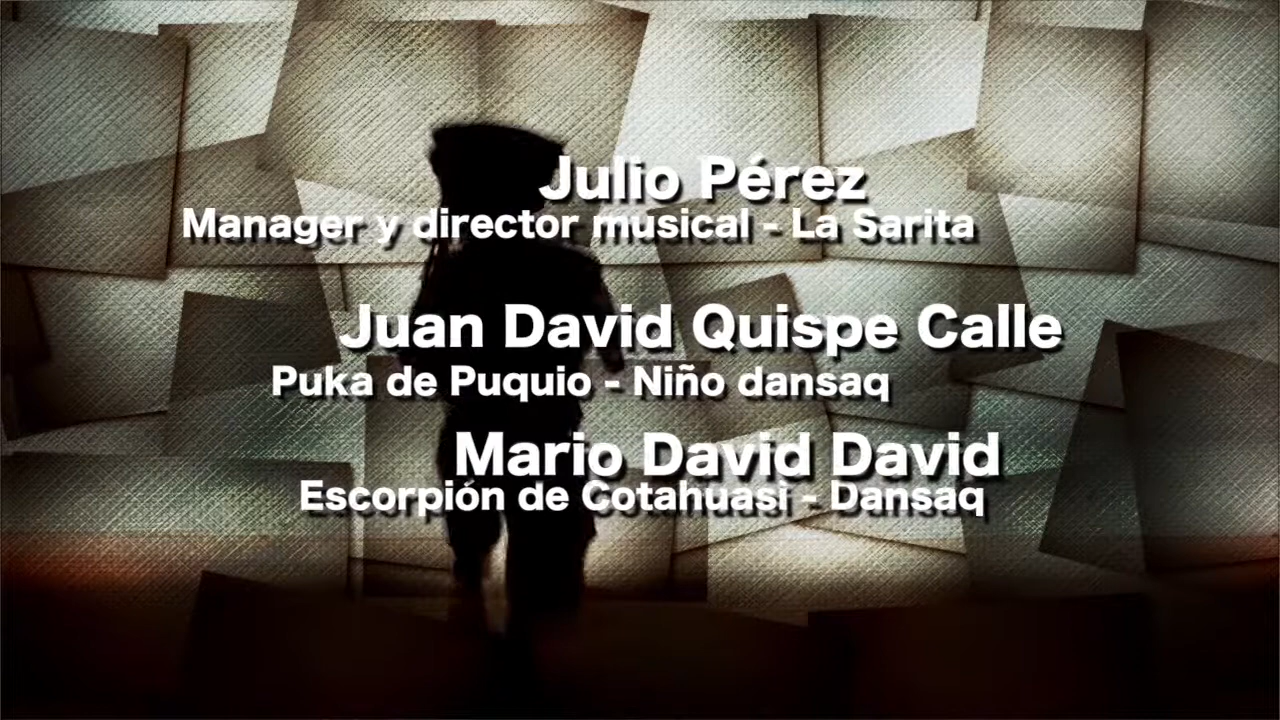 Julio Pérez
Manager y director musical - La Sarita
Juan David Quispe Calle
Puka de Puquio - Niño dansaq
Mario David David
Escorpión de Cotahuasi - Dansaq